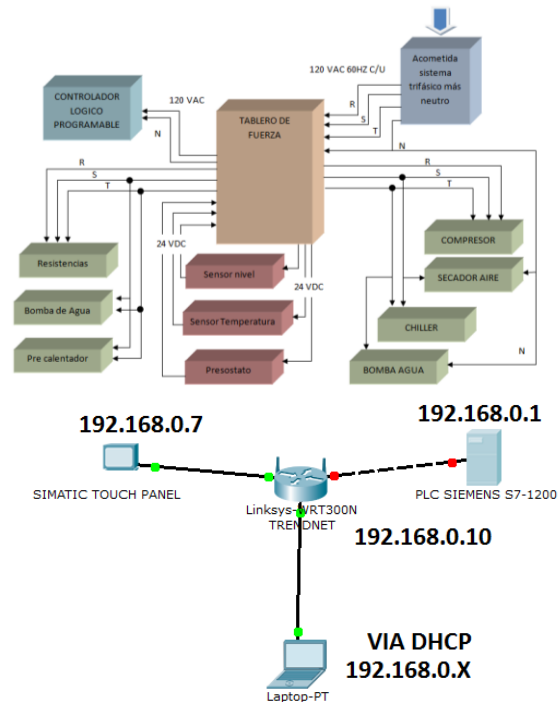 Acometida
sistema
trifásico más
neutro
120 VAC 60HZ C/U
R
S
T
N
CONTROLADOR
LOGICO
PROGRAMABLE
120 VAC
N
TABLERO DE
FUERZA
R
S
T
R
S
T
24 VDC
24 VDC
Resistencias
Bomba de Agua
Pre calentador
Sensor nivel
Sensor Temperatura
Presostato
COMPRESOR
SECADOR AIRE
CHILLER
BOMBA AGUA
N
192.168.0.7
192.168.0.1
SIMATIC TOUCH PANEL
Linksys-WRT300N
TRENDNET
PLC SIEMENS S7-1200
192.168.0.10
VIA DHCP
192.168.0.X
Laptop-PT